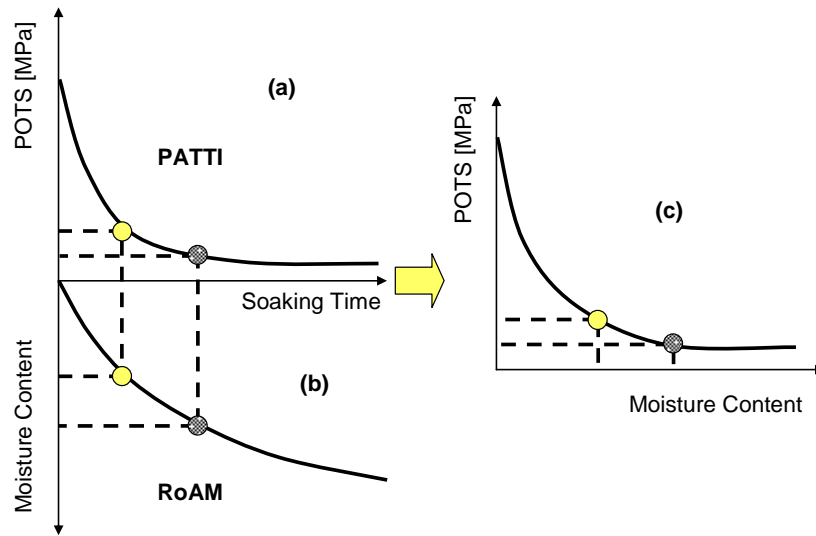 POTS [MPa]
(a)
PATTI
Soaking Time
Moisture Content
(b)
RoAM
POTS [MPa]
(c)
Moisture Content